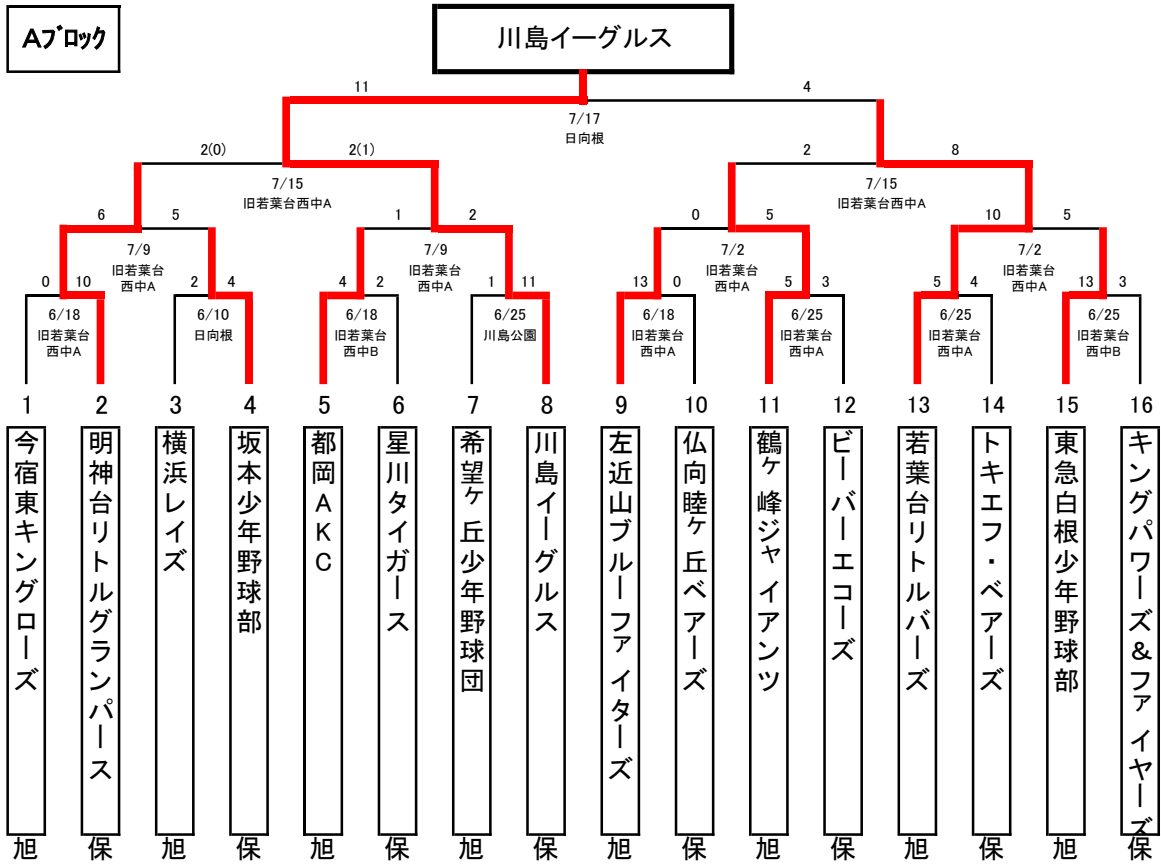 Aブロック
川島イーグルス
11
4
7/17
日向根
2(0)
2(1)
2
8
7/15
旧若葉台西中A
7/15
旧若葉台西中A
6
5
1
2
0
5
10
5
7/9
旧若葉台
西中A
7/9
旧若葉台
西中A
7/2
旧若葉台
西中A
7/2
旧若葉台
西中A
0
10
2
4
4
2
1
11
13
0
5
3
5
4
13
3
6/18
旧若葉台
西中A
6/10
日向根
6/18
旧若葉台
西中B
6/25
川島公園
6/18
旧若葉台
西中A
6/25
旧若葉台
西中A
6/25
旧若葉台
西中A
6/25
旧若葉台
西中B
1
2
3
4
5
6
7
8
9
10
11
12
13
14
15
16
今宿東キングローズ
明神台リトルグランパース
横浜レイズ
坂本少年野球部
都岡AKC
星川タイガース
希望ヶ丘少年野球団
川島イーグルス
左近山ブルーファイターズ
仏向睦ヶ丘ベアーズ
鶴ヶ峰ジャイアンツ
ビーバーエコーズ
若葉台リトルバーズ
トキエフ・ベアーズ
東急白根少年野球部
キングパワーズ&ファイヤーズ
旭
保
旭
保
旭
保
旭
保
旭
保
旭
保
旭
保
旭
保